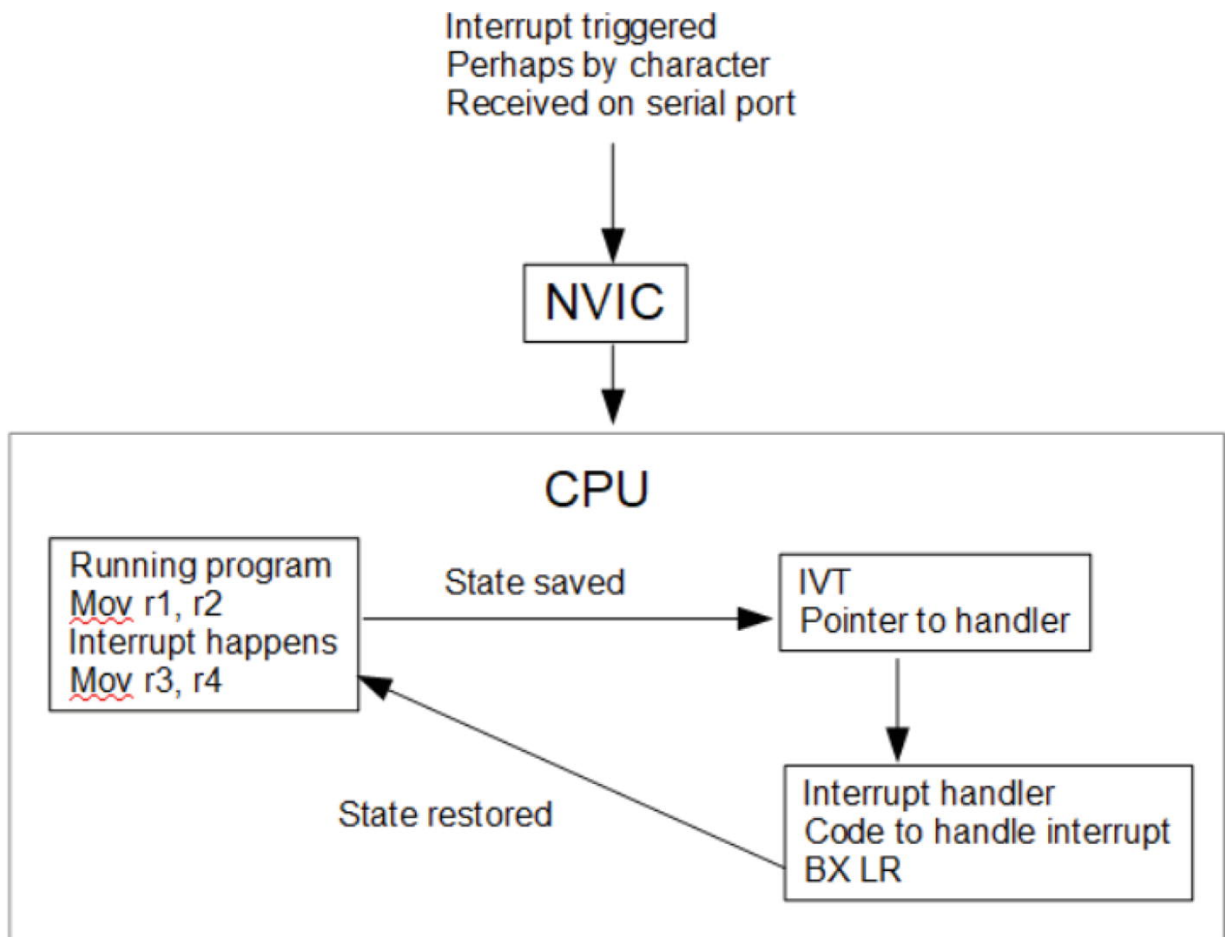 Interrupt triggered
Perhaps by character
Received on serial port
NVIC
CPU
Running program
Mov r1, r2
Interrupt happens
Mov r3, r4
State saved
IVT
Pointer to handler
Interrupt handler
Code to handle interrupt
BX LR
State restored